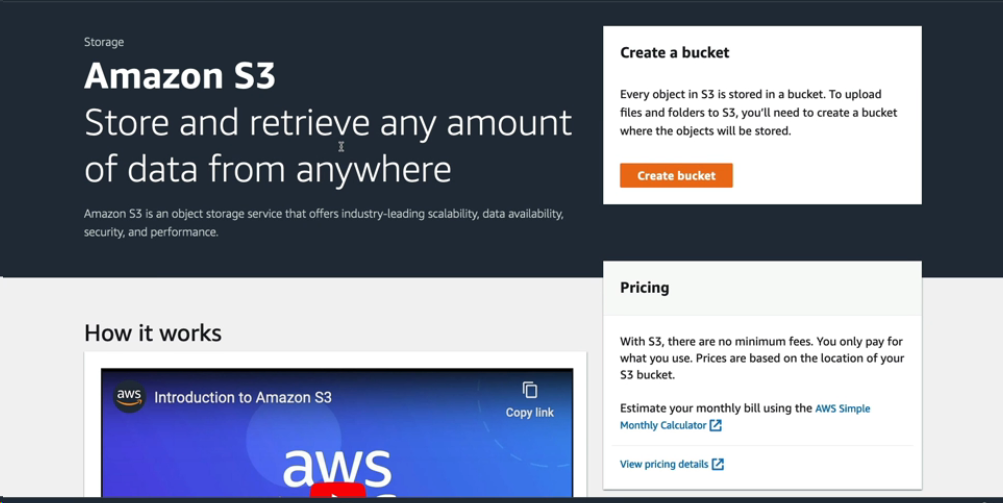 Storage
Amazon S3
Store and retrieve any amount
of data from anywhere
Amazon S3 is an object storage service that offers industry-leading scalability, data availability,
security, and performance.
Create a bucket
Every object in S3 is stored in a bucket. To upload
files and folders to S3, you'll need to create a bucket
where the objects will be stored.
Create bucket
Pricing
With S3, there are no minimum fees. You only pay for
what you use. Prices are based on the location of your
S3 bucket.
Estimate your monthly bill using the AWS Simple
Monthly Calculator
View pricing details
How it works
aws
Introduction to Amazon S3
Copy link
aws